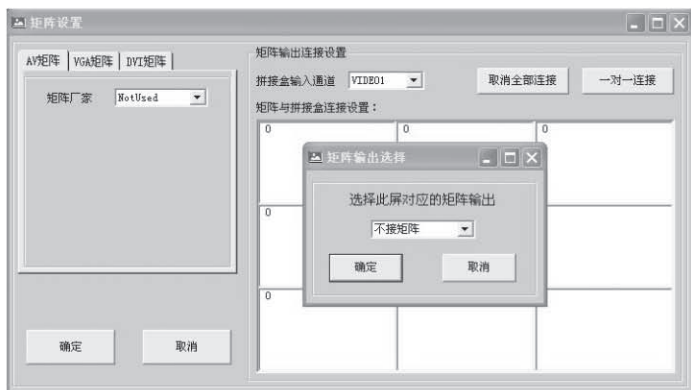 矩阵设置
AV矩阵 VGA矩阵 DVI矩阵
矩阵厂家 NotUsed
确定 取消
矩阵输出连接设置
拼接盒输入通道 VIDEO1 取消全部连接 一对一连接
矩阵与拼接盒连接设置：
0 0 0
0
0
矩阵输出选择
选择此屏对应的矩阵输出
不接矩阵
确定 取消